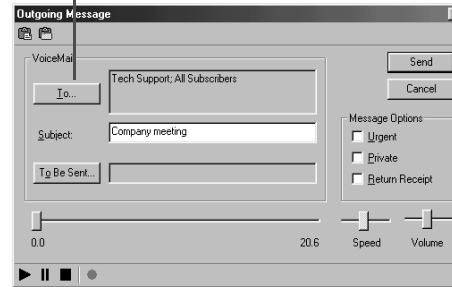 Outgoing Message
VoiceMail
To...
Tech Support; All Subscribers
Subject:
Company meeting
To Be Sent...
Send
Cancel
Message Options
Urgent
Private
Return Receipt
0.0
20.6
Speed
Volume